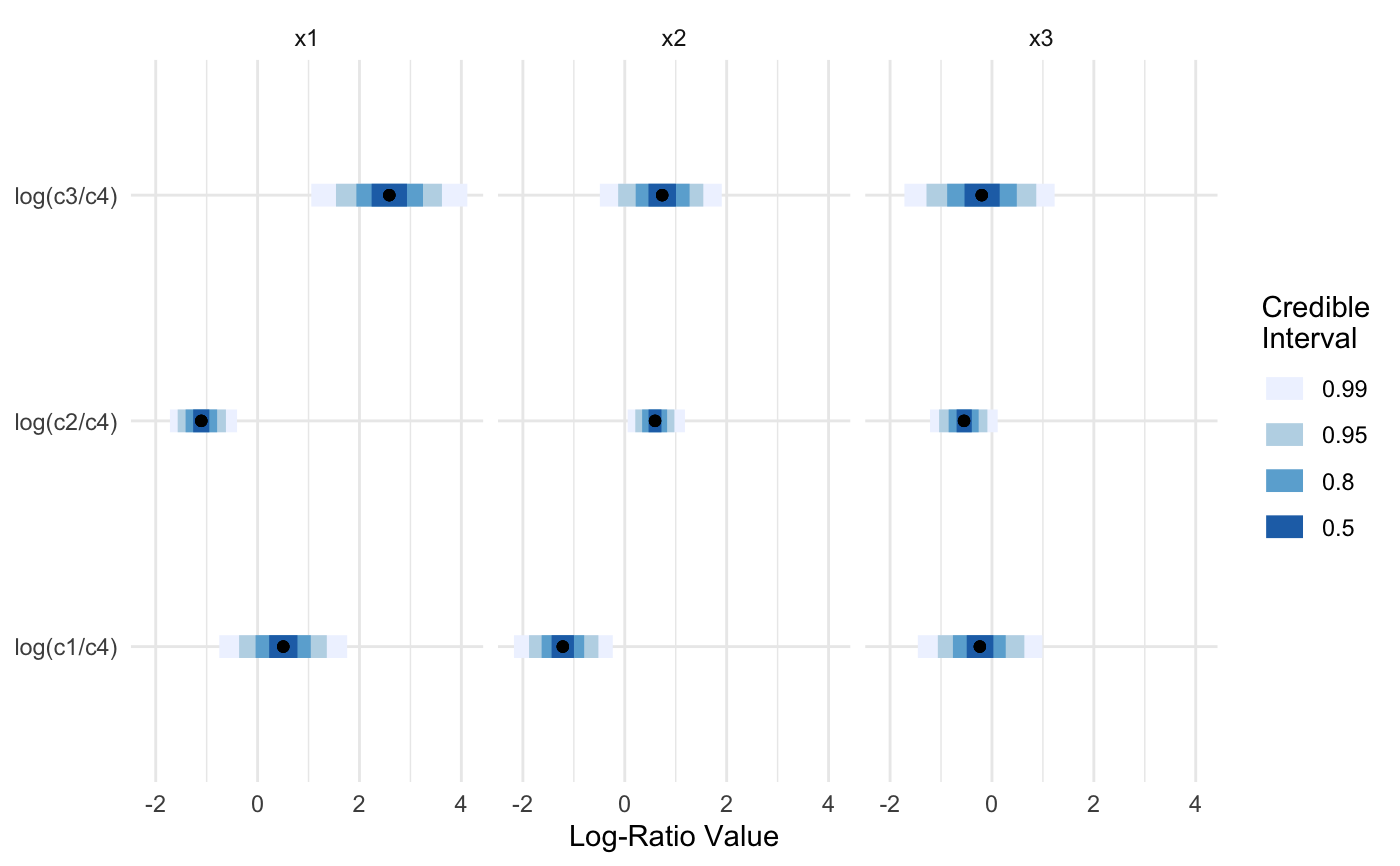 x1 x2 x3
log(c3/c4)
log(c2/c4)
log(c1/c4)
-2 0 2 4 -2 0 2 4 -2 0 2 4
Log-Ratio Value
Credible
Interval
0.99
0.95
0.8
0.5